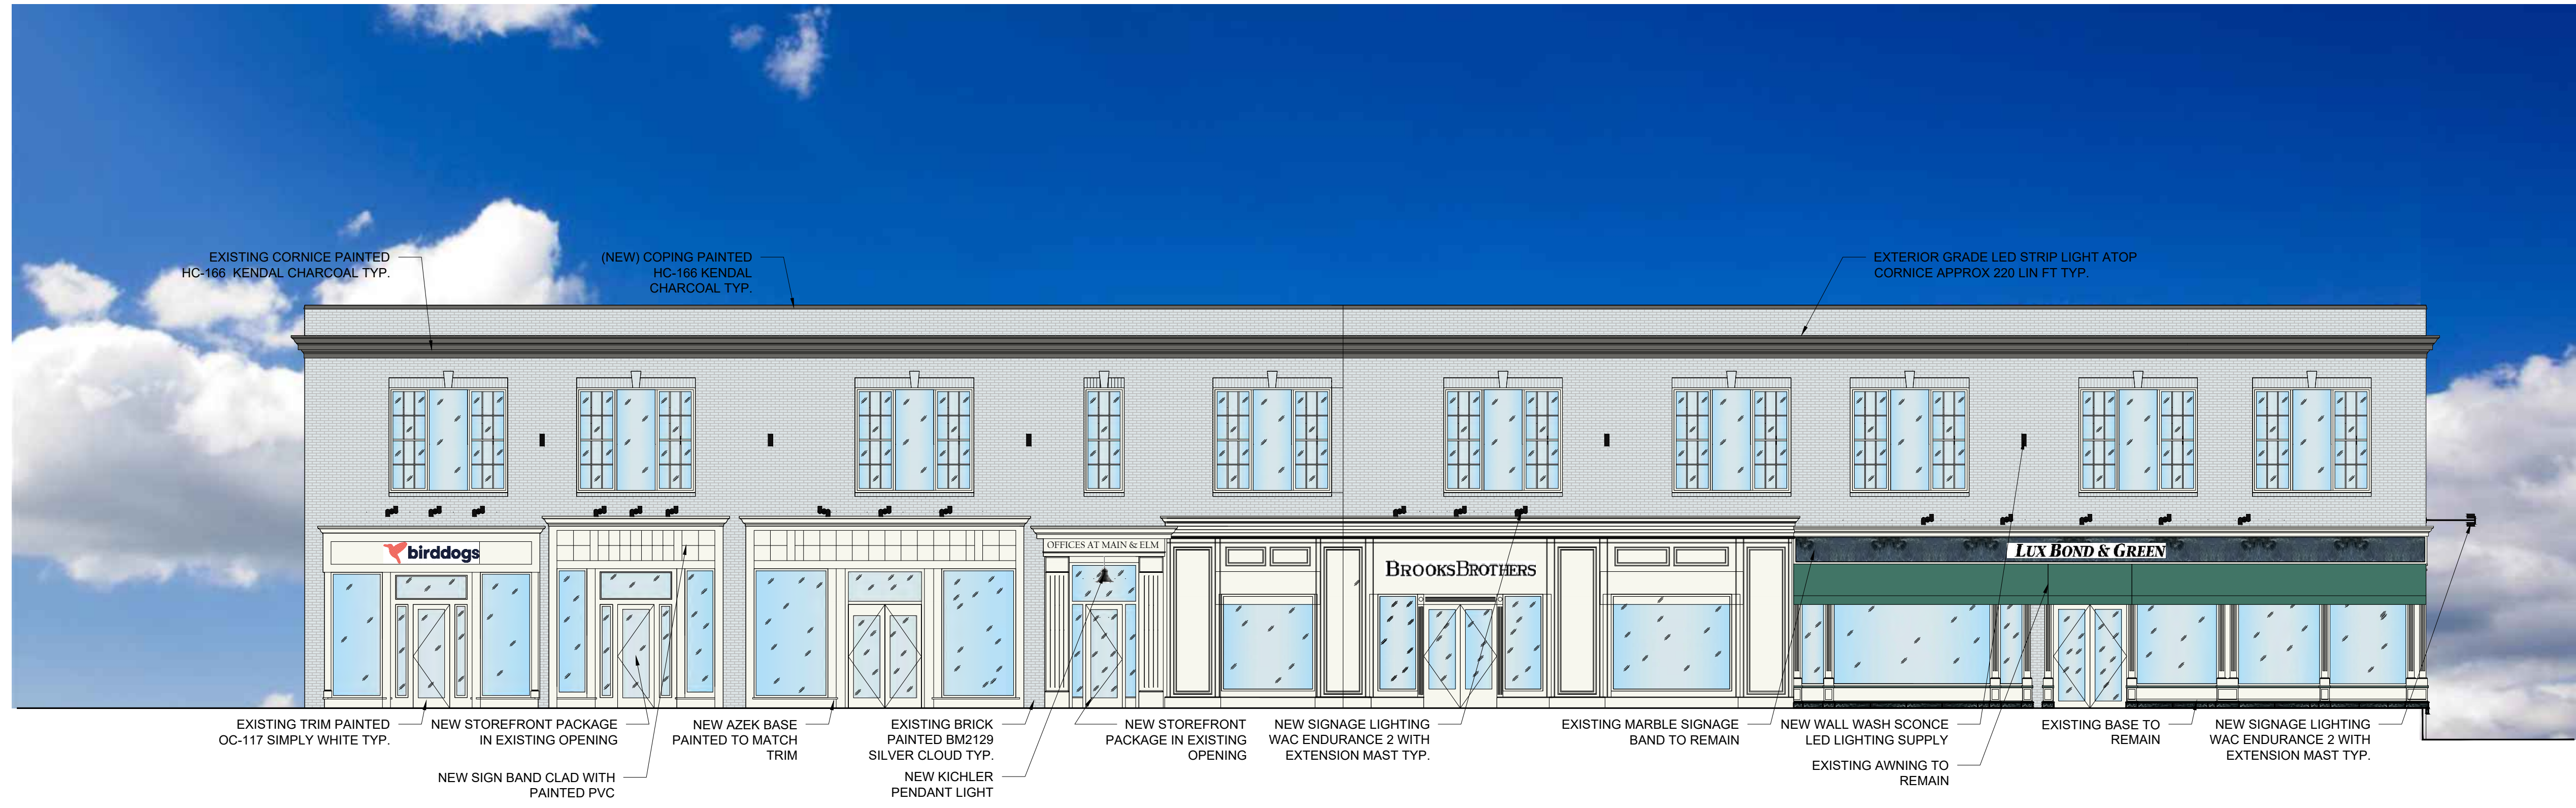 EXISTING CORNICE PAINTED
HC-166 KENDAL CHARCOAL TYP.
(NEW) COPING PAINTED
HC-166 KENDAL
CHARCOAL TYP.
EXTERIOR GRADE LED STRIP LIGHT ATOP
CORNICE APPROX 220 LIN FT TYP.
birddogs
OFFICES AT MAIN & ELM
BROOKSBROTHERS
LUX BOND & GREEN
EXISTING TRIM PAINTED
OC-117 SIMPLY WHITE TYP.
NEW STOREFRONT PACKAGE
IN EXISTING OPENING
NEW SIGN BAND CLAD WITH
PAINTED PVC
NEW AZEK BASE
PAINTED TO MATCH
TRIM
EXISTING BRICK
PAINTED BM2129
SILVER CLOUD TYP.
NEW KICHLER
PENDANT LIGHT
NEW STOREFRONT
PACKAGE IN EXISTING
OPENING
NEW SIGNAGE LIGHTING
WAC ENDURANCE 2 WITH
EXTENSION MAST TYP.
EXISTING MARBLE SIGNAGE
BAND TO REMAIN
NEW WALL WASH SCONCE
LED LIGHTING SUPPLY
EXISTING AWNING TO
REMAIN
EXISTING BASE TO
REMAIN
NEW SIGNAGE LIGHTING
WAC ENDURANCE 2 WITH
EXTENSION MAST TYP.